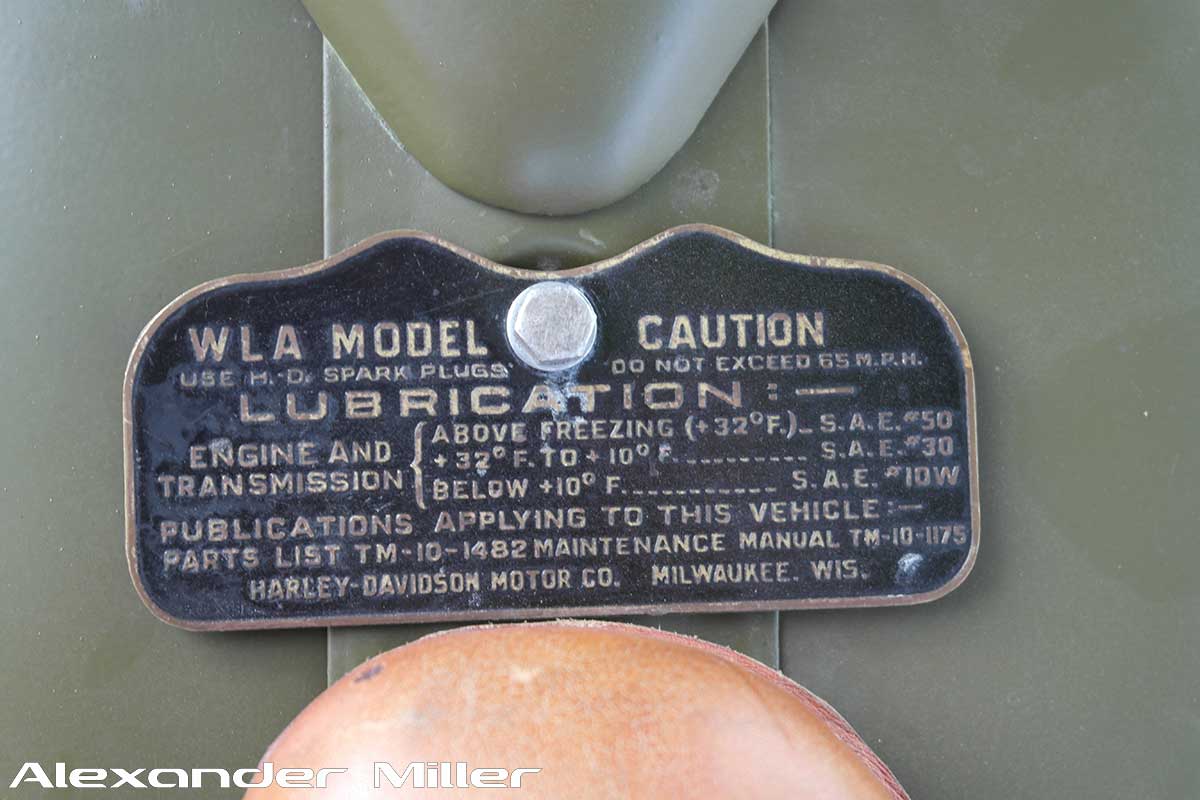 WLA MODEL CAUTION
USE H.-D. SPARK PLUGS DO NOT EXCEED 65 M.P.H.
LUBRICATION:—
ENGINE AND TRANSMISSION
ABOVE FREEZING (+32°F.)_ S.A.E. #50
+32° F. TO +10° F.___________ S.A.E. #30
BELOW +10° F.___________ S.A.E. #10W
PUBLICATIONS APPLYING TO THIS VEHICLE:—
PARTS LIST TM-10-1482 MAINTENANCE MANUAL TM-10-1175
HARLEY-DAVIDSON MOTOR CO. MILWAUKEE. WIS.
Alexander Miller